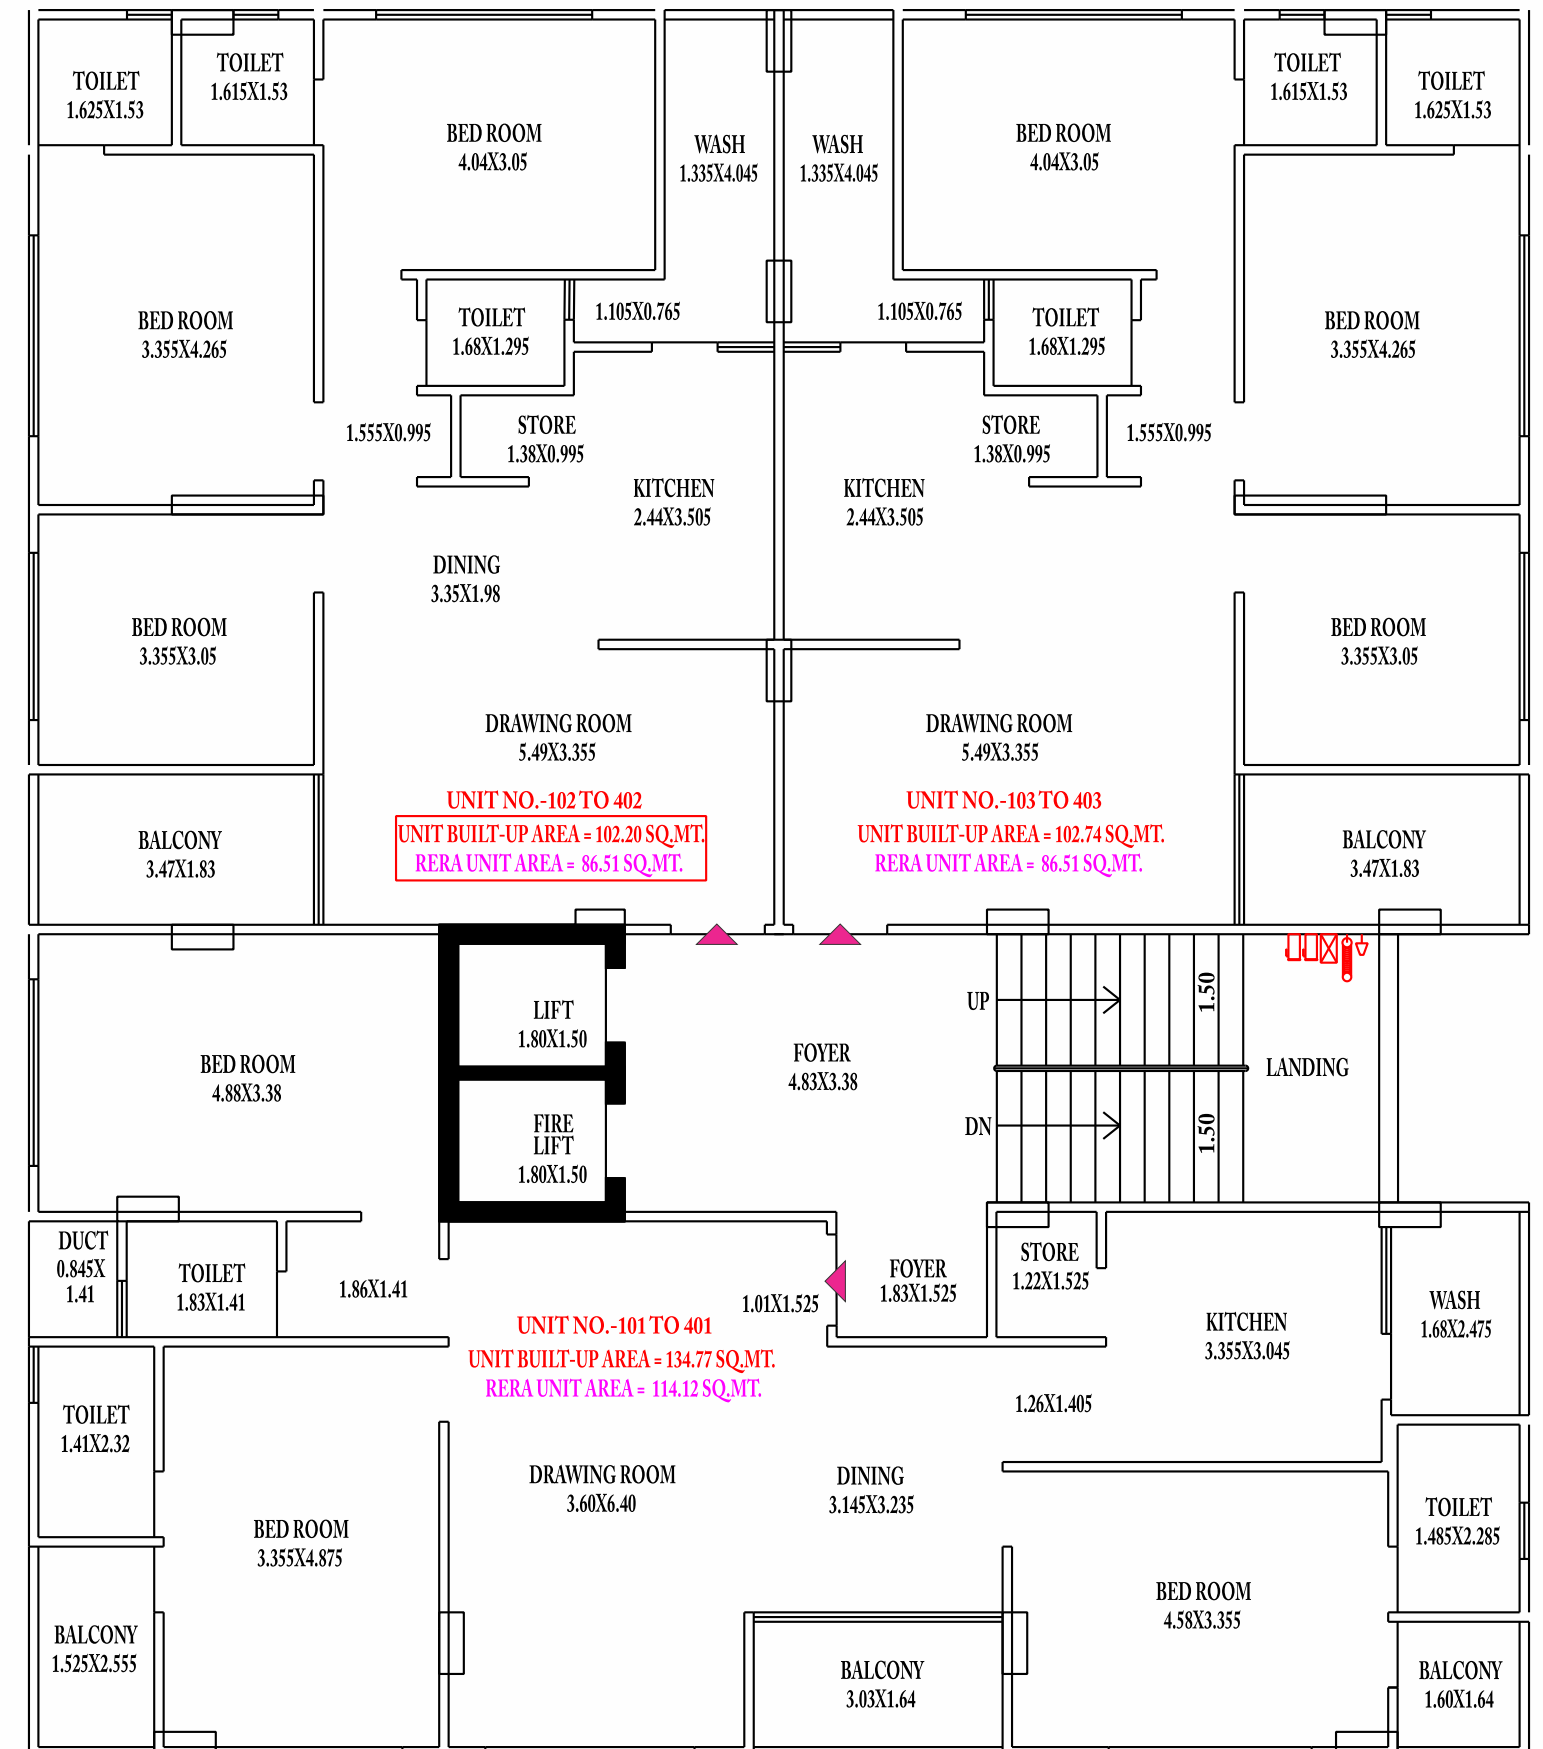 TOILET
1.625X1.53
TOILET
1.615X1.53
BED ROOM
4.04X3.05
WASH
1.335X4.045
WASH
1.335X4.045
BED ROOM
4.04X3.05
TOILET
1.615X1.53
TOILET
1.625X1.53
BED ROOM
3.355X4.265
TOILET
1.68X1.295
1.105X0.765
1.105X0.765
TOILET
1.68X1.295
BED ROOM
3.355X4.265
1.555X0.995
STORE
1.38X0.995
STORE
1.38X0.995
1.555X0.995
KITCHEN
2.44X3.505
KITCHEN
2.44X3.505
DINING
3.35X1.98
BED ROOM
3.355X3.05
BED ROOM
3.355X3.05
DRAWING ROOM
5.49X3.355
DRAWING ROOM
5.49X3.355
UNIT NO.-102 TO 402
UNIT BUILT-UP AREA = 102.20 SQ.MT.
RERA UNIT AREA = 86.51 SQ.MT.
UNIT NO.-103 TO 403
UNIT BUILT-UP AREA = 102.74 SQ.MT.
RERA UNIT AREA = 86.51 SQ.MT.
BALCONY
3.47X1.83
BALCONY
3.47X1.83
LIFT
1.80X1.50
UP
1.50
BED ROOM
4.88X3.38
FOYER
4.83X3.38
LANDING
FIRE
LIFT
1.80X1.50
DN
1.50
DUCT
0.845X
1.41
TOILET
1.83X1.41
1.86X1.41
1.01X1.525
FOYER
1.83X1.525
STORE
1.22X1.525
KITCHEN
3.355X3.045
WASH
1.68X2.475
UNIT NO.-101 TO 401
UNIT BUILT-UP AREA = 134.77 SQ.MT.
RERA UNIT AREA = 114.12 SQ.MT.
1.26X1.405
TOILET
1.41X2.32
DRAWING ROOM
3.60X6.40
DINING
3.145X3.235
TOILET
1.485X2.285
BED ROOM
3.355X4.875
BED ROOM
4.58X3.355
BALCONY
1.525X2.555
BALCONY
3.03X1.64
BALCONY
1.60X1.64